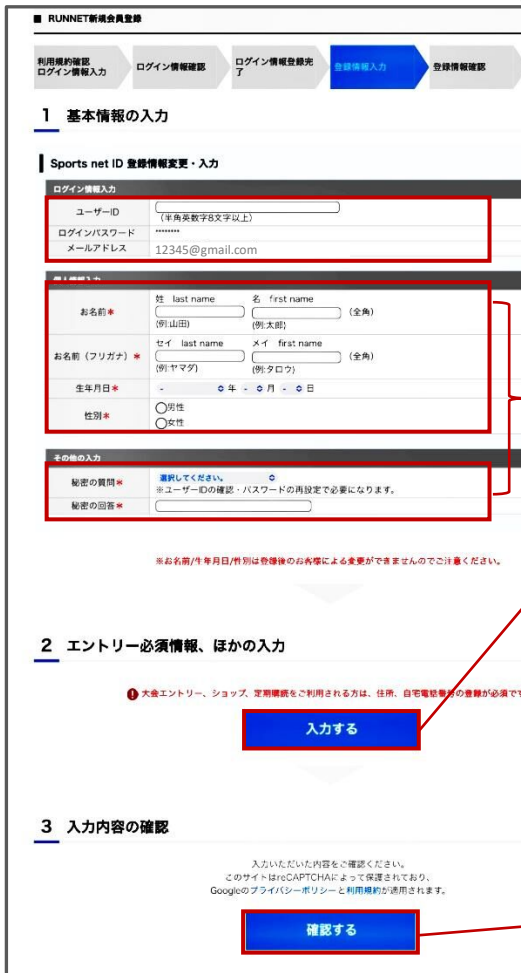 ■ RUNNET新規会員登録
利用規約確認
ログイン情報入力
ログイン情報確認
ログイン情報登録完
了
登録情報入力
登録情報確認
1 基本情報の入力
Sports net ID 登録情報変更・入力
ログイン情報入力
ユーザーID
(半角英数字8文字以上)
ログインパスワード ********
メールアドレス 12345@gmail.com
個人情報入力
お名前* 姓 last name 名 first name (全角)
(例:山田) (例:太郎)
お名前（フリガナ）* セイ last name メイ first name (全角)
(例:ヤマダ) (例:タロウ)
生年月日* - 年 - 月 - 日
性別* 男性
女性
その他の入力
秘密の質問* 選択してください。
※ユーザーIDの確認・パスワードの再設定で必要になります。
秘密の回答*
※お名前/生年月日/性別は登録後のお客様による変更ができませんのでご注意ください。
2 エントリー必須情報、ほかの入力
大会エントリー、ショップ、定期購読をご利用される方は、住所、自宅電話番号の登録が必須です
入力する
3 入力内容の確認
入力いただいた内容をご確認ください。
このサイトはreCAPTCHAによって保護されており、
Googleのプライバシーポリシーと利用規約が適用されます。
確認する